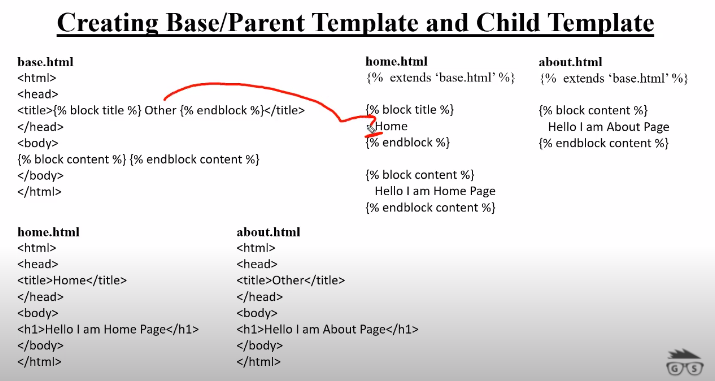 Creating Base/Parent Template and Child Template
base.html
<html>
<head>
<title>{% block title %} Other {% endblock %}</title>
</head>
<body>
{% block content %} {% endblock content %}
</body>
</html>
home.html
{% extends ‘base.html’ %}
{% block title %}
Home
{% endblock %}
{% block content %}
Hello I am Home Page
{% endblock content %}
about.html
{% extends ‘base.html’ %}
{% block content %}
Hello I am About Page
{% endblock content %}
home.html
<html>
<head>
<title>Home</title>
</head>
<body>
<h1>Hello I am Home Page</h1>
</body>
</html>
about.html
<html>
<head>
<title>Other</title>
</head>
<body>
<h1>Hello I am About Page</h1>
</body>
</html>
G S